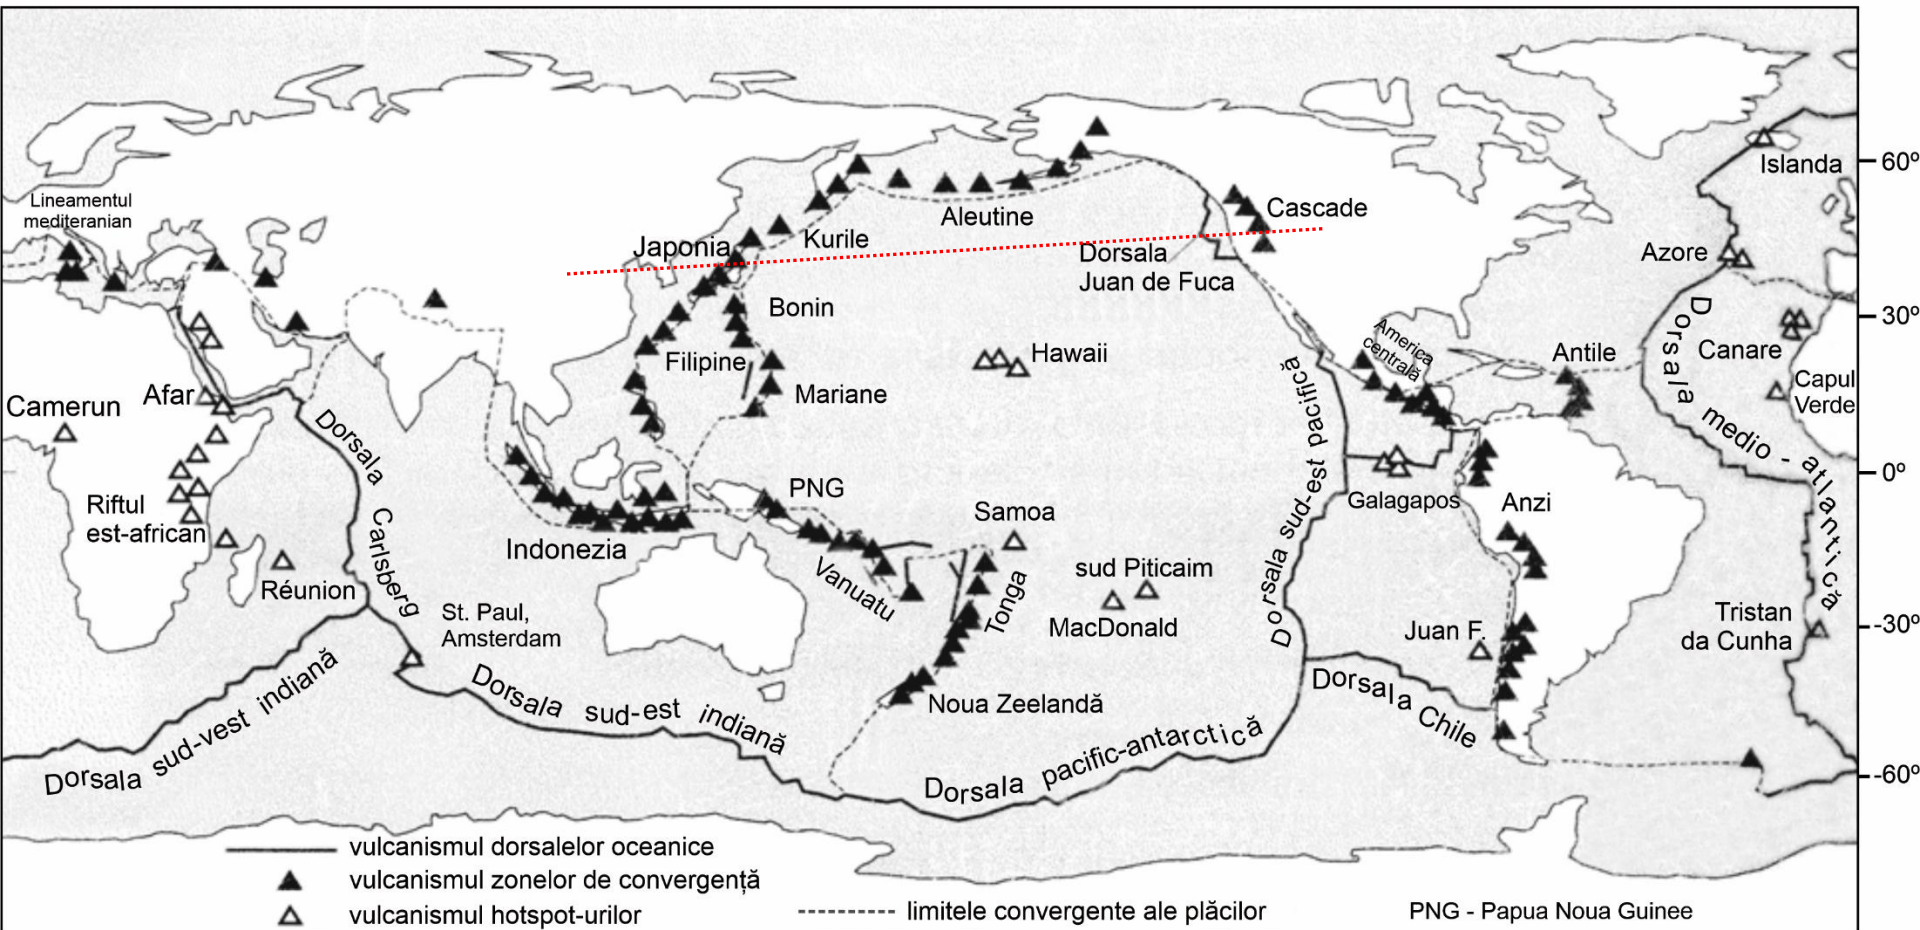 60º
Islanda
Lineamentul
mediteranian
Cascade
Aleutine
Kurile
Japonia
Dorsala
Juan de Fuca
Azore
Bonin
30º
Filipine
Hawaii
America
centrală
Antile
Canare
Mariane
Afar
Camerun
Capul
Verde
Dorsala medio - atlantică
Dorsala Carlsberg
Dorsala sud-est pacifică
0º
PNG
Galagapos
Anzi
Riftul
est-african
Samoa
Indonezia
sud Piticaim
Vanuatu
Tonga
Réunion
St. Paul,
Amsterdam
MacDonald
Juan F.
Tristan
da Cunha
-30º
Dorsala sud-vest indiană
Dorsala sud-est indiană
Noua Zeelandă
Dorsala Chile
Dorsala pacific-antarctică
-60º
vulcanismul dorsalelor oceanice
vulcanismul zonelor de convergență
vulcanismul hotspot-urilor
limitele convergente ale plăcilor
PNG - Papua Noua Guinee